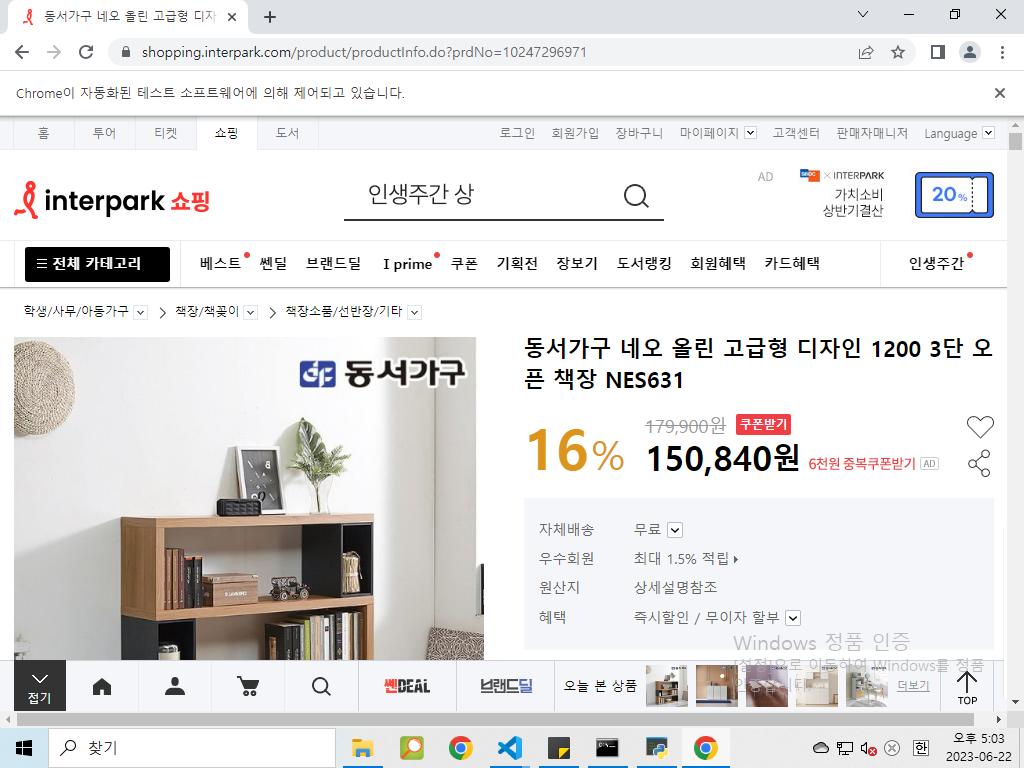 동서가구 네오 올린 고급형 디자
shopping.interpark.com/product/productInfo.do?prdNo=10247296971
Chrome이 자동화된 테스트 소프트웨어에 의해 제어되고 있습니다.
홈 투어 티켓 쇼핑 도서 로그인 회원가입 장바구니 마이페이지 고객센터 판매자매니저 Language
interpark 쇼핑
인생주간 상
AD
× INTERPARK
가치소비
상반기결산
20%
전체 카테고리 베스트 쎈딜 브랜드딜 I prime 쿠폰 기획전 장보기 도서랭킹 회원혜택 카드혜택 인생주간
학생/사무/아동가구 책장/책꽂이 책장소품/선반장/기타
동서가구
동서가구 네오 올린 고급형 디자인 1200 3단 오
픈 책장 NES631
16%
179,900원 쿠폰받기
150,840원 6천원 중복쿠폰받기 AD
자체배송 무료
우수회원 최대 1.5% 적립
원산지 상세설명참조
혜택 즉시할인 / 무이자 할부
Windows 정품 인증
[설정]으로 이동하여 Windows를 정품
접기
쎈DEAL
브랜드딜
오늘 본 상품
더보기
TOP
찾기
한
오후 5:03
2023-06-22